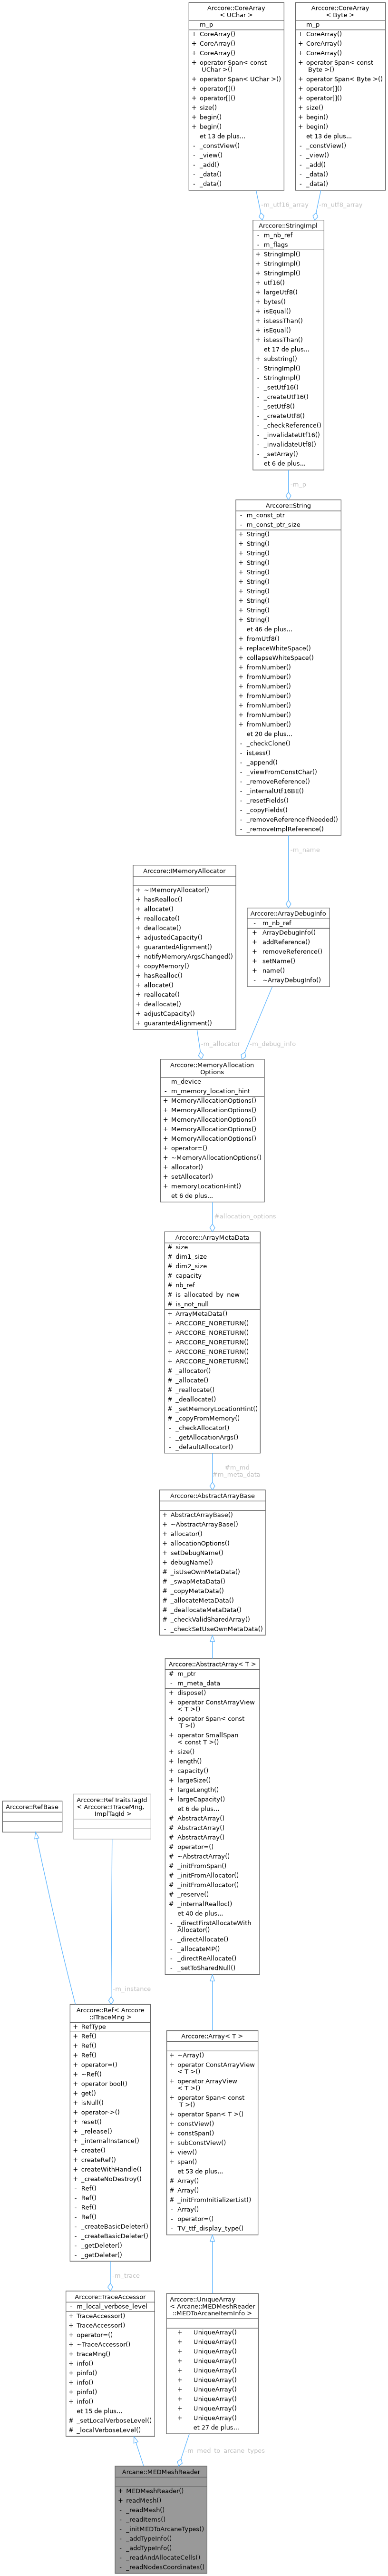 Arccore::CoreArray
< UChar >
- m_p
+ CoreArray()
+ CoreArray()
+ CoreArray()
+ operator Span< const
UChar >()
+ operator Span< UChar >()
+ operator[]()
+ operator[]()
+ size()
+ begin()
+ begin()
et 13 de plus...
- _constView()
- _view()
- _add()
- _data()
- _data()
Arccore::CoreArray
< Byte >
- m_p
+ CoreArray()
+ CoreArray()
+ CoreArray()
+ operator Span< const
Byte >()
+ operator Span< Byte >()
+ operator[]()
+ operator[]()
+ size()
+ begin()
+ begin()
et 13 de plus...
- _constView()
- _view()
- _add()
- _data()
- _data()
-m_utf16_array
-m_utf8_array
Arccore::StringImpl
- m_nb_ref
- m_flags
+ StringImpl()
+ StringImpl()
+ StringImpl()
+ utf16()
+ largeUtf8()
+ bytes()
+ isEqual()
+ isLessThan()
+ isEqual()
+ isLessThan()
et 17 de plus...
+ substring()
- StringImpl()
- StringImpl()
- _setUtf16()
- _createUtf16()
- _setUtf8()
- _createUtf8()
- _checkReference()
- _invalidateUtf16()
- _invalidateUtf8()
- _setArray()
et 6 de plus...
-m_p
Arccore::String
- m_const_ptr
- m_const_ptr_size
+ String()
+ String()
+ String()
+ String()
+ String()
+ String()
+ String()
+ String()
+ String()
+ String()
et 46 de plus...
+ fromUtf8()
+ replaceWhiteSpace()
+ collapseWhiteSpace()
+ fromNumber()
+ fromNumber()
+ fromNumber()
+ fromNumber()
+ fromNumber()
+ fromNumber()
+ fromNumber()
et 20 de plus...
- _checkClone()
- isLess()
- _append()
- _viewFromConstChar()
- _removeReference()
- _internalUtf16BE()
- _resetFields()
- _copyFields()
- _removeReferenceIfNeeded()
- _removeImplReference()
-m_name
Arccore::IMemoryAllocator
+ ~IMemoryAllocator()
+ hasRealloc()
+ allocate()
+ reallocate()
+ deallocate()
+ adjustedCapacity()
+ guarantedAlignment()
+ notifyMemoryArgsChanged()
+ copyMemory()
+ hasRealloc()
+ allocate()
+ reallocate()
+ deallocate()
+ adjustCapacity()
+ guarantedAlignment()
Arccore::ArrayDebugInfo
- m_nb_ref
+ ArrayDebugInfo()
+ addReference()
+ removeReference()
+ setName()
+ name()
- ~ArrayDebugInfo()
-m_allocator
-m_debug_info
Arccore::MemoryAllocation
Options
- m_device
- m_memory_location_hint
+ MemoryAllocationOptions()
+ MemoryAllocationOptions()
+ MemoryAllocationOptions()
+ MemoryAllocationOptions()
+ MemoryAllocationOptions()
+ operator=()
+ ~MemoryAllocationOptions()
+ allocator()
+ setAllocator()
+ memoryLocationHint()
et 6 de plus...
#allocation_options
Arccore::ArrayMetaData
# size
# dim1_size
# dim2_size
# capacity
# nb_ref
# is_allocated_by_new
# is_not_null
+ ArrayMetaData()
+ ARCCORE_NORETURN()
+ ARCCORE_NORETURN()
+ ARCCORE_NORETURN()
+ ARCCORE_NORETURN()
+ ARCCORE_NORETURN()
# _allocator()
# _allocate()
# _reallocate()
# _deallocate()
# _setMemoryLocationHint()
# _copyFromMemory()
- _checkAllocator()
- _getAllocationArgs()
- _defaultAllocator()
#m_md
#m_meta_data
Arccore::AbstractArrayBase
+ AbstractArrayBase()
+ ~AbstractArrayBase()
+ allocator()
+ allocationOptions()
+ setDebugName()
+ debugName()
# _isUseOwnMetaData()
# _swapMetaData()
# _copyMetaData()
# _allocateMetaData()
# _deallocateMetaData()
# _checkValidSharedArray()
- _checkSetUseOwnMetaData()
Arccore::AbstractArray< T >
# m_ptr
- m_meta_data
+ dispose()
+ operator ConstArrayView
< T >()
+ operator Span< const
T >()
+ operator SmallSpan
< const T >()
+ size()
+ length()
+ capacity()
+ largeSize()
+ largeLength()
+ largeCapacity()
et 6 de plus...
# AbstractArray()
# AbstractArray()
# AbstractArray()
# operator=()
# ~AbstractArray()
# _initFromSpan()
# _initFromAllocator()
# _initFromAllocator()
# _reserve()
# _internalRealloc()
et 40 de plus...
- _directFirstAllocateWith
Allocator()
- _directAllocate()
- _allocateMP()
- _directReAllocate()
- _setToSharedNull()
Arccore::RefBase
Arccore::RefTraitsTagId
< Arccore::ITraceMng,
ImplTagId >
-m_instance
Arccore::Ref< Arccore
::ITraceMng >
+ RefType
+ Ref()
+ Ref()
+ Ref()
+ operator=()
+ ~Ref()
+ operator bool()
+ get()
+ isNull()
+ operator->()
+ reset()
+ _release()
+ _internalInstance()
+ create()
+ createRef()
+ createWithHandle()
+ _createNoDestroy()
- Ref()
- Ref()
- Ref()
- Ref()
- _createBasicDeleter()
- _createBasicDeleter()
- _getDeleter()
- _getDeleter()
Arccore::Array< T >
+ ~Array()
+ operator ConstArrayView
< T >()
+ operator ArrayView
< T >()
+ operator Span< const
T >()
+ operator Span< T >()
+ constView()
+ constSpan()
+ subConstView()
+ view()
+ span()
et 53 de plus...
# Array()
# Array()
# _initFromInitializerList()
- Array()
- operator=()
- TV_ttf_display_type()
-m_trace
Arccore::TraceAccessor
- m_local_verbose_level
+ TraceAccessor()
+ TraceAccessor()
+ operator=()
+ ~TraceAccessor()
+ traceMng()
+ info()
+ pinfo()
+ info()
+ pinfo()
+ info()
et 15 de plus...
# _setLocalVerboseLevel()
# _localVerboseLevel()
Arccore::UniqueArray
< Arcane::MEDMeshReader
::MEDToArcaneItemInfo >
+ UniqueArray()
+ UniqueArray()
+ UniqueArray()
+ UniqueArray()
+ UniqueArray()
+ UniqueArray()
+ UniqueArray()
+ UniqueArray()
+ UniqueArray()
+ UniqueArray()
et 27 de plus...
-m_med_to_arcane_types
Arcane::MEDMeshReader
+ MEDMeshReader()
+ readMesh()
- _readMesh()
- _readItems()
- _initMEDToArcaneTypes()
- _addTypeInfo()
- _addTypeInfo()
- _readAndAllocateCells()
- _readNodesCoordinates()